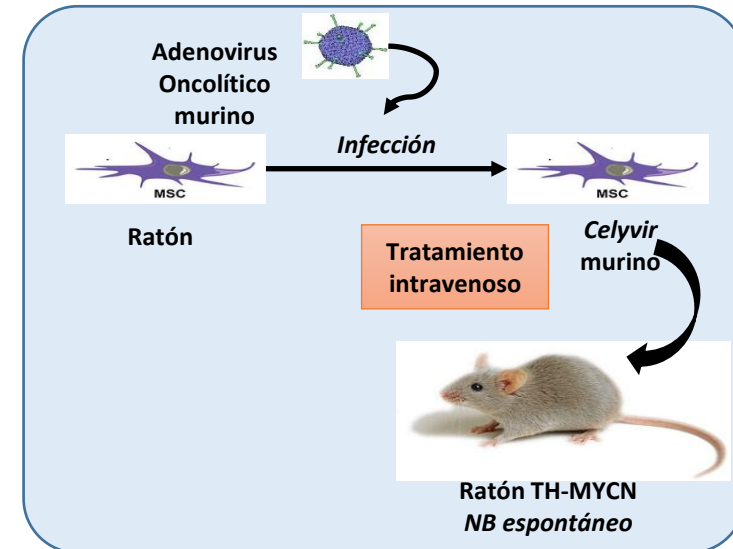 Adenovirus
Oncolítico
murino
Infección
MSC
MSC
Ratón
Celyvir
murino
Tratamiento
intravenoso
Ratón TH-MYCN
NB espontáneo